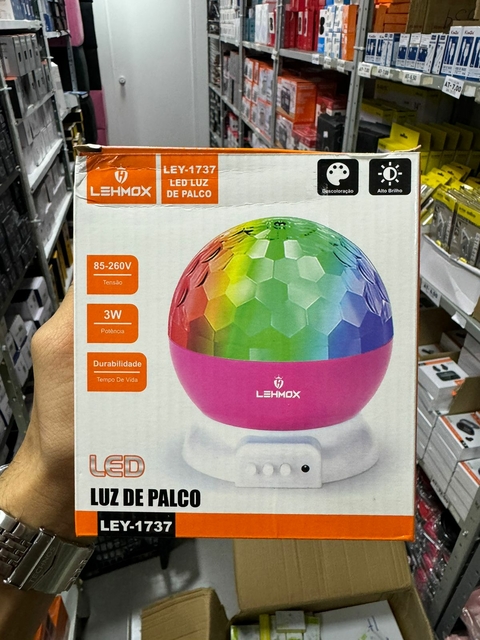 LEHMOX
LEY-1737
LED LUZ
DE PALCO
Descoloração
Alto Brilho
85-260V
Tensão
3W
Potência
Durabilidade
Tempo De Vida
LEHMOX
LED
LUZ DE PALCO
LEY-1737